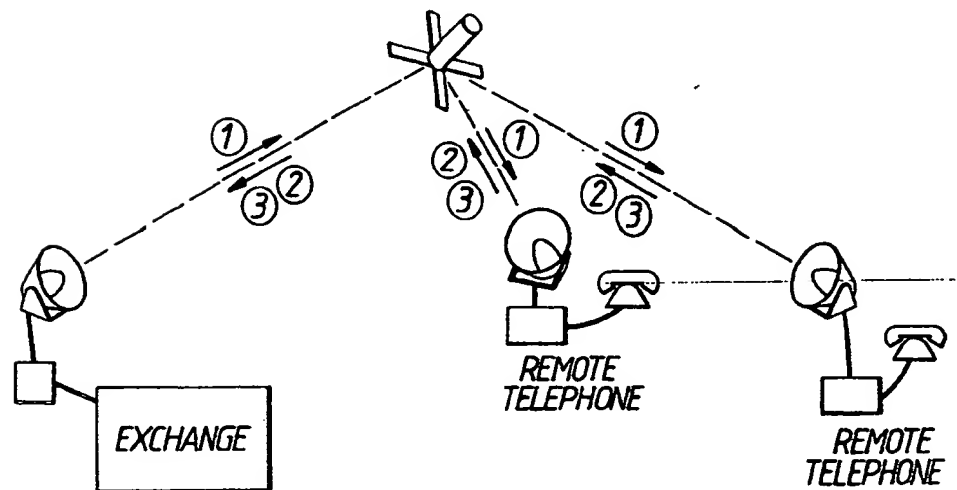 ①
①
①
②
③
②
③
②
③
REMOTE
TELEPHONE
EXCHANGE
REMOTE
TELEPHONE